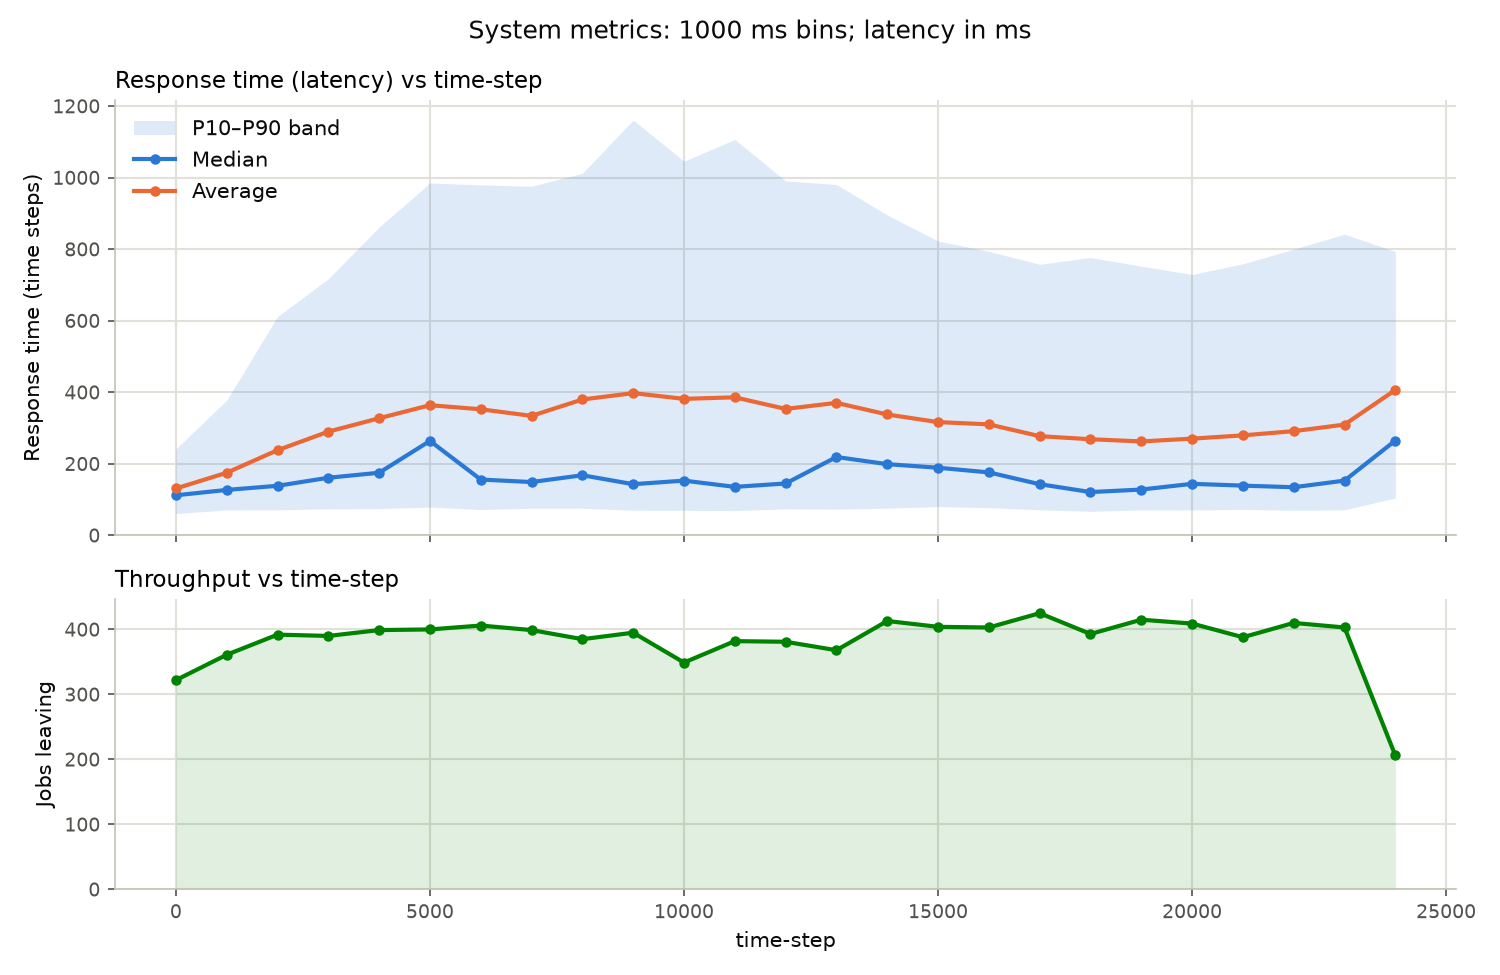 System metrics: 1000 ms bins; latency in ms
Response time (latency) vs time-step
Response time (time steps)
1200
1000
800
600
400
200
0
P10–P90 band
Median
Average
Throughput vs time-step
Jobs leaving
400
300
200
100
0
0 5000 10000 15000 20000 25000
time-step